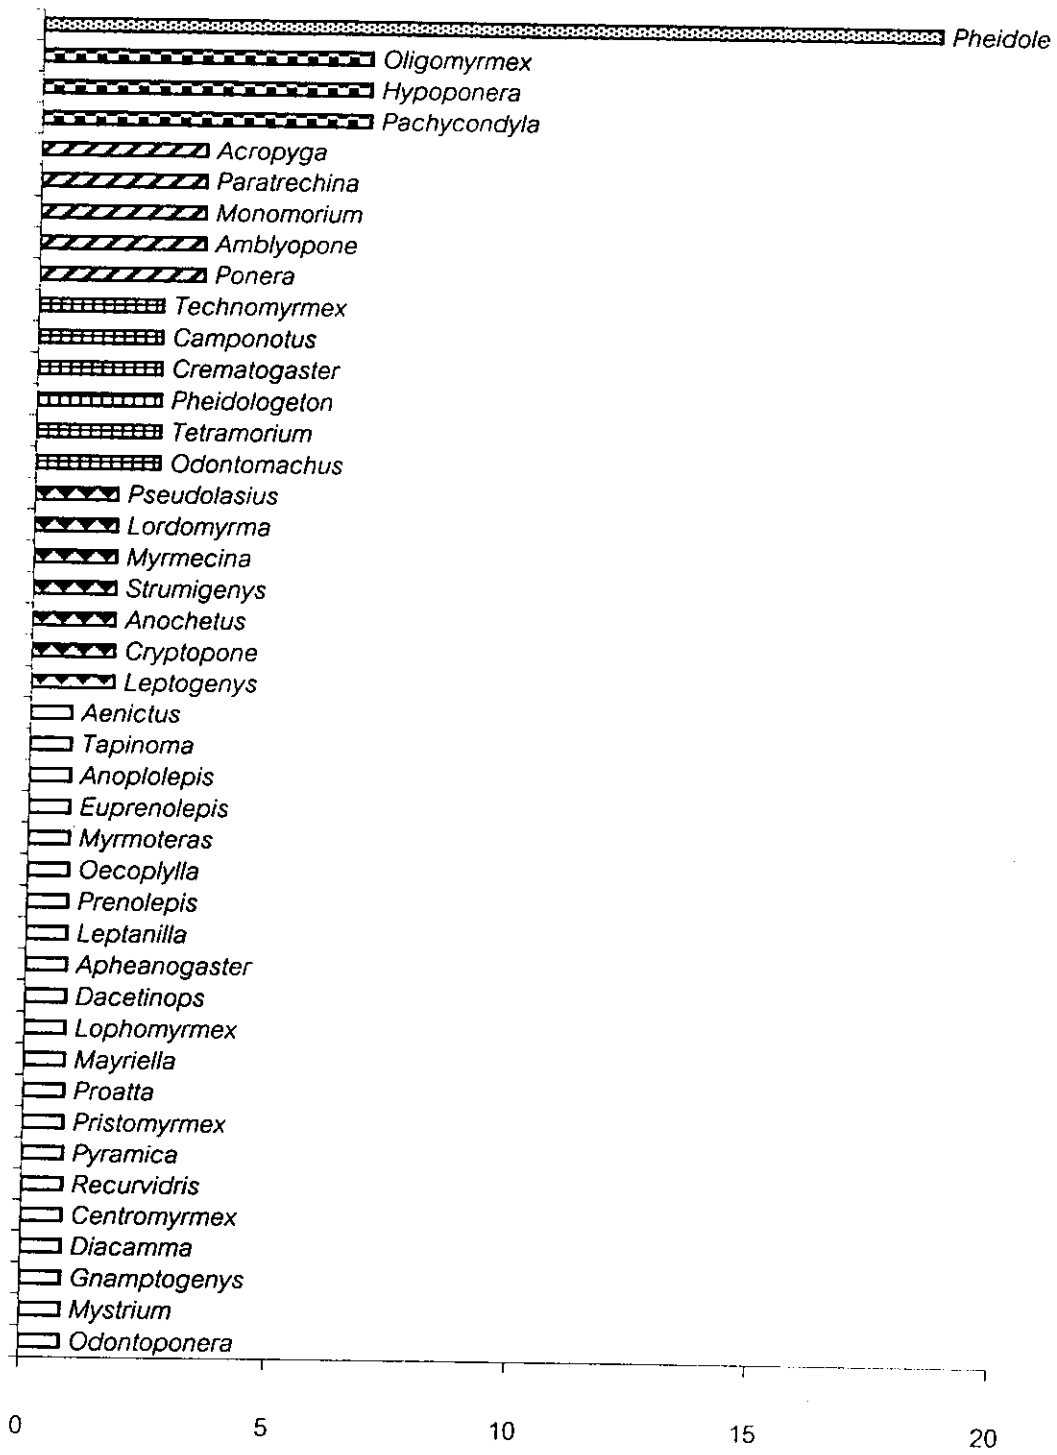 Pheidole
Oligomyrmex
Hypoponera
Pachycondyla
Acropyga
Paratrechina
Monomorium
Amblyopone
Ponera
Technomyrmex
Camponotus
Crematogaster
Pheidologeton
Tetramorium
Odontomachus
Pseudolasius
Lordomyrma
Myrmecina
Strumigenys
Anochetus
Cryptopone
Leptogenys
Aenictus
Tapinoma
Anoplolepis
Euprenolepis
Myrmoteras
Oecoplylla
Prenolepis
Leptanilla
Apheanogaster
Dacetinops
Lophomyrmex
Mayriella
Proatta
Pristomyrmex
Pyramica
Recurvidris
Centromyrmex
Diacamma
Gnamptogenys
Mystrium
Odontoponera
0 5 10 15 20